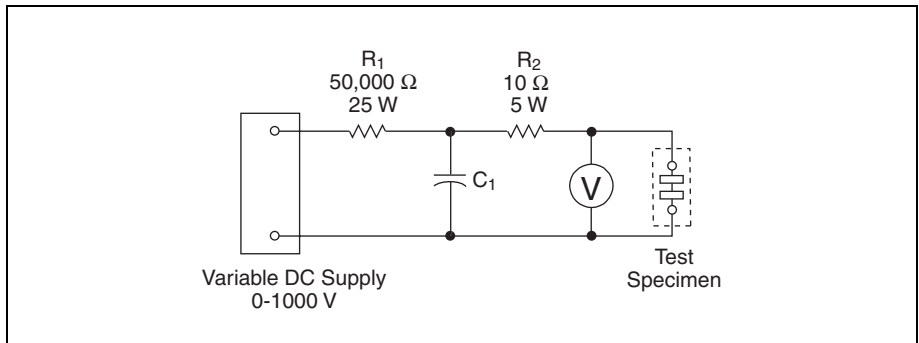 R1
50,000 Ω
25 W
R2
10 Ω
5 W
C1
V
Variable DC Supply
0-1000 V
Test
Specimen